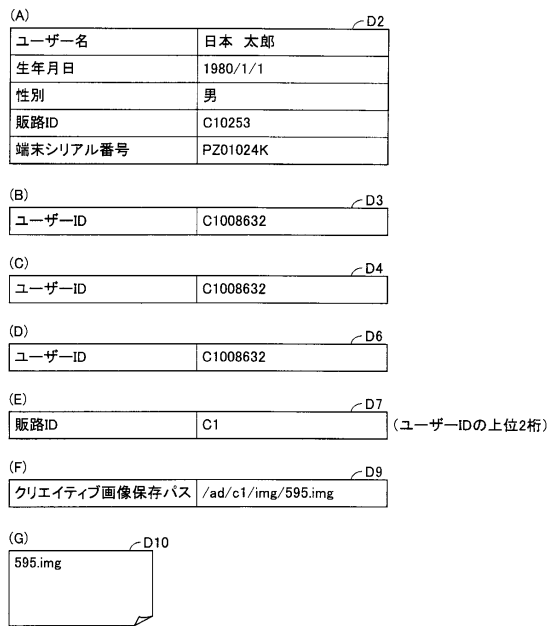 (A)
D2
ユーザー名 日本 太郎
生年月日 1980/1/1
性別 男
販路ID C10253
端末シリアル番号 PZ01024K
(B)
D3
ユーザーID C1008632
(C)
D4
ユーザーID C1008632
(D)
D6
ユーザーID C1008632
(E)
D7
販路ID C1 (ユーザーIDの上位2桁)
(F)
D9
クリエイティブ画像保存パス /ad/c1/img/595.img
(G)
D10
595.img